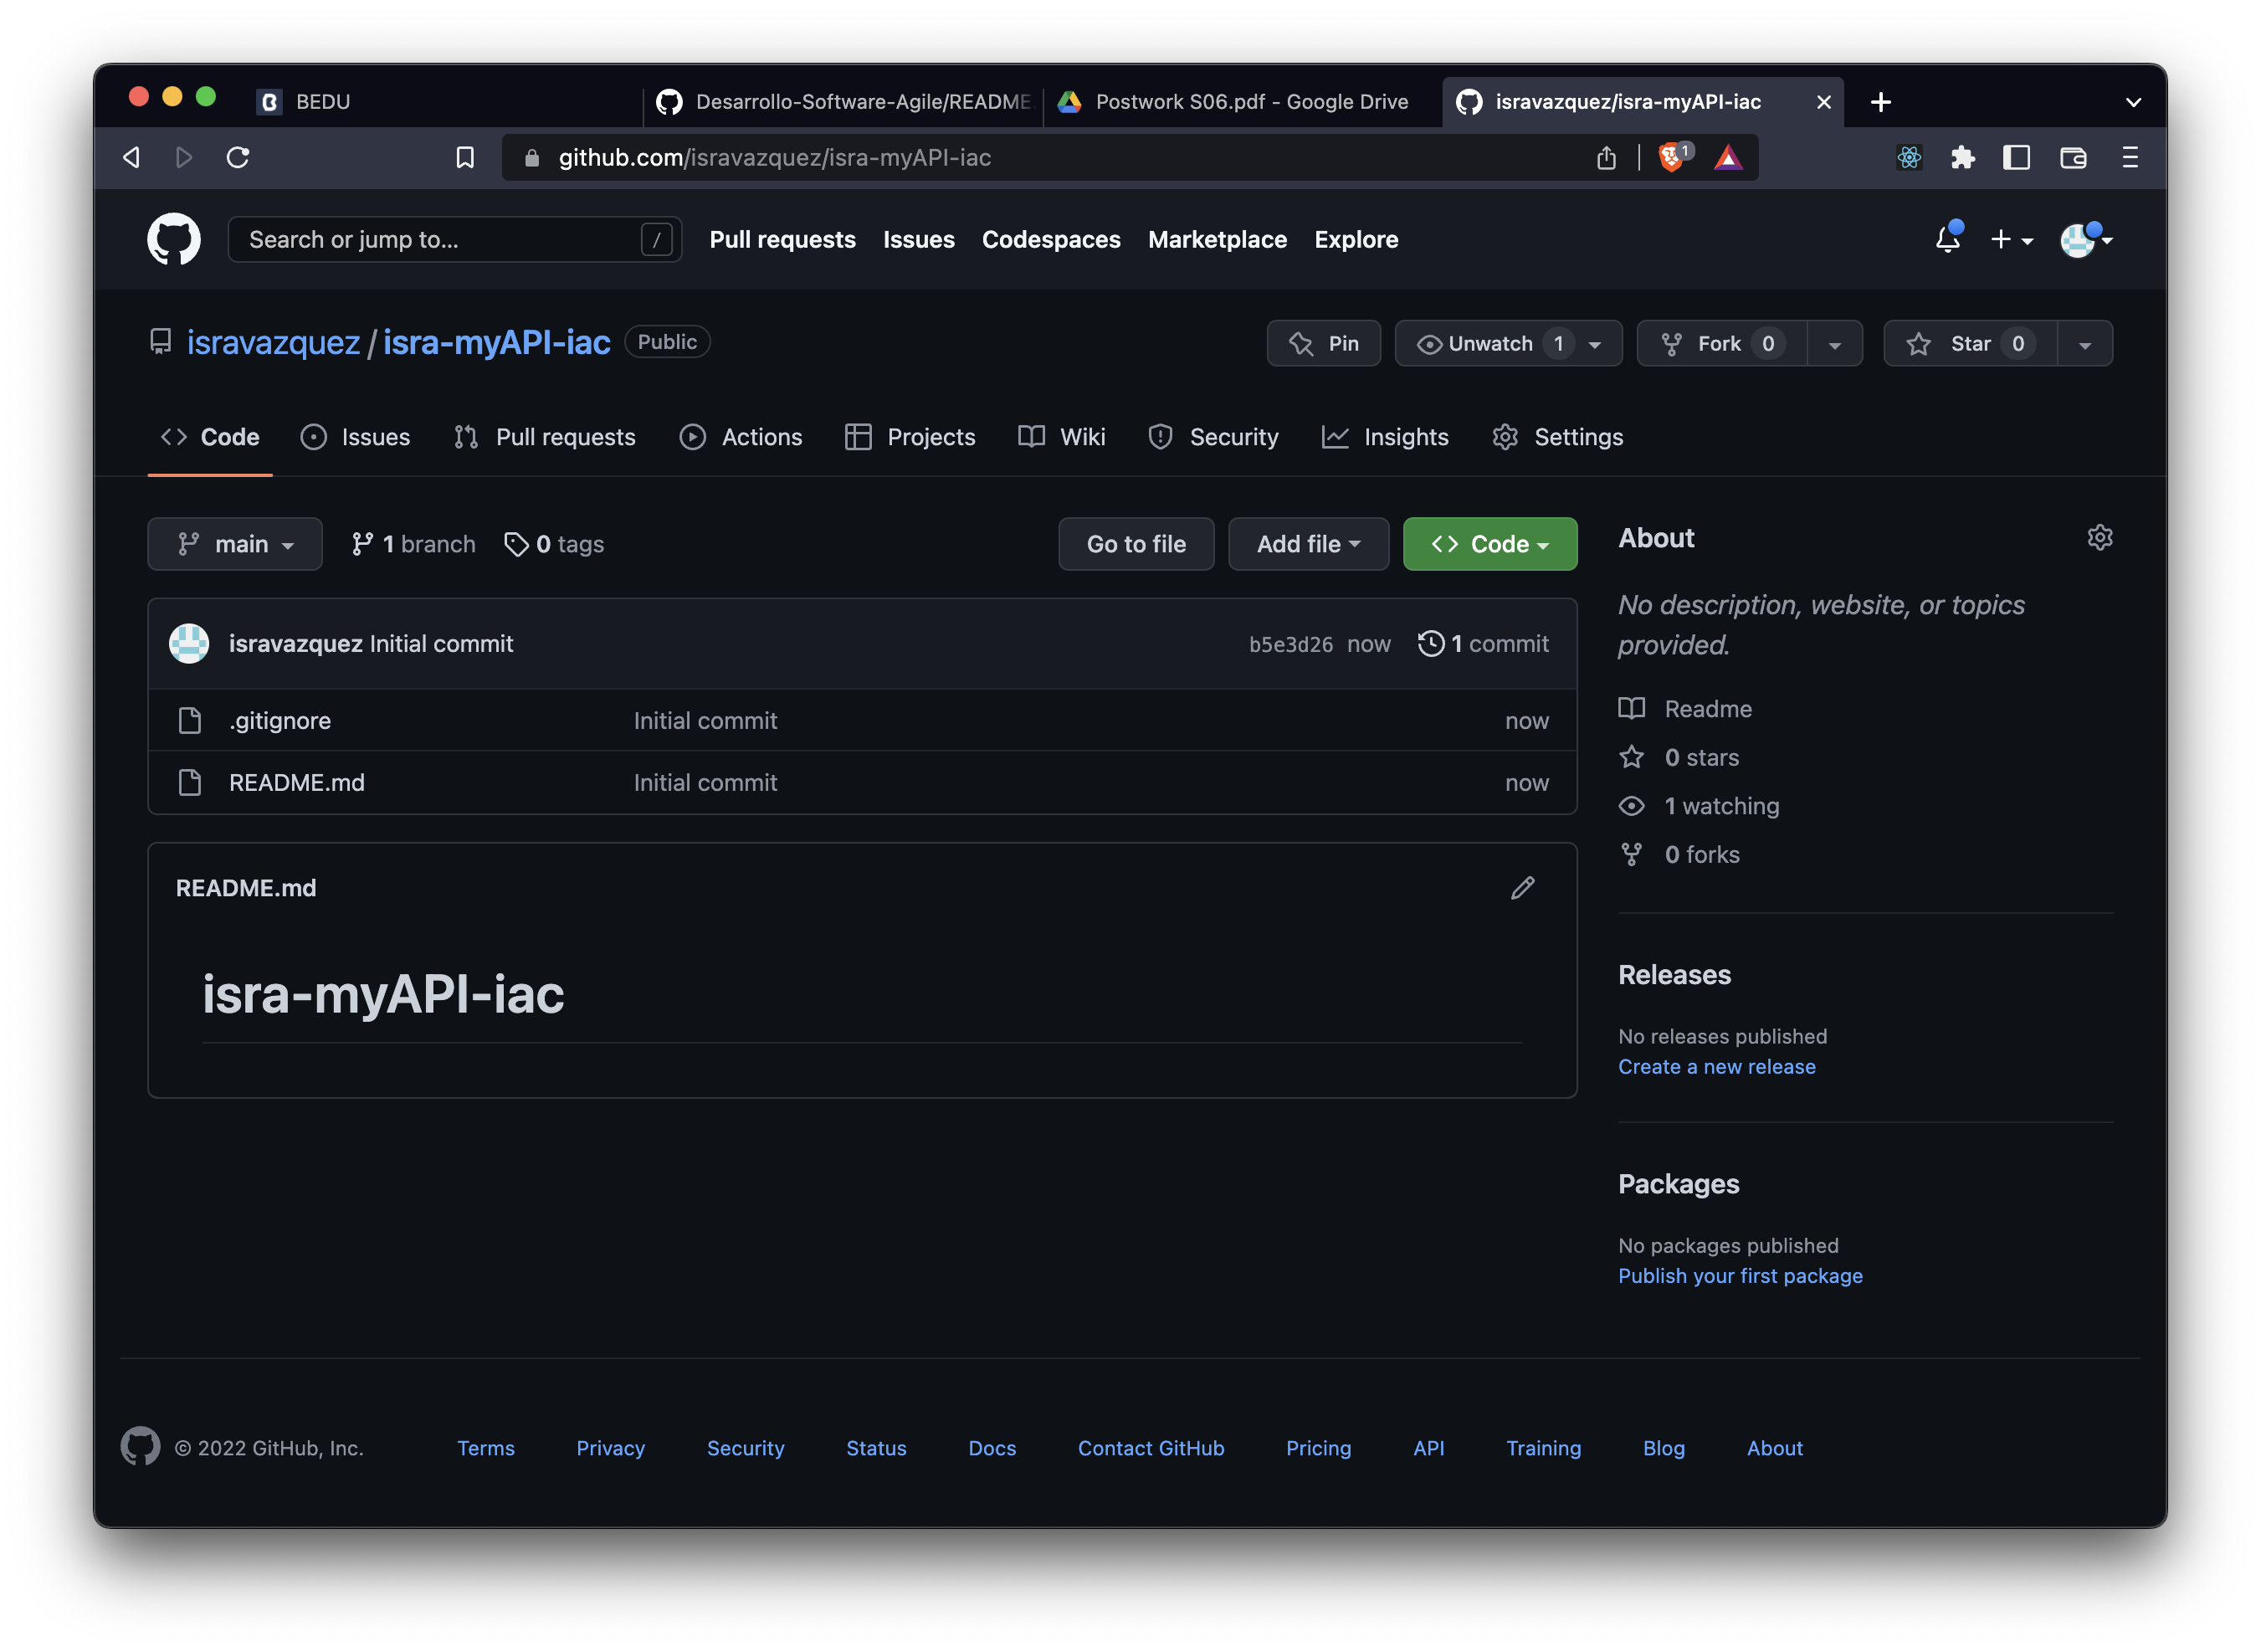 BEDU
Desarrollo-Software-Agile/README
Postwork S06.pdf - Google Drive
isravazquez/isra-myAPI-iac
github.com/isravazquez/isra-myAPI-iac
1
Search or jump to... /
Pull requests Issues Codespaces Marketplace Explore
isravazquez / isra-myAPI-iac Public
Pin Unwatch 1 Fork 0 Star 0
Code Issues Pull requests Actions Projects Wiki Security Insights Settings
main 1 branch 0 tags Go to file Add file Code
isravazquez Initial commit b5e3d26 now 1 commit
.gitignore Initial commit now
README.md Initial commit now
README.md
isra-myAPI-iac
About
No description, website, or topics
provided.
Readme
0 stars
1 watching
0 forks
Releases
No releases published
Create a new release
Packages
No packages published
Publish your first package
© 2022 GitHub, Inc. Terms Privacy Security Status Docs Contact GitHub Pricing API Training Blog About